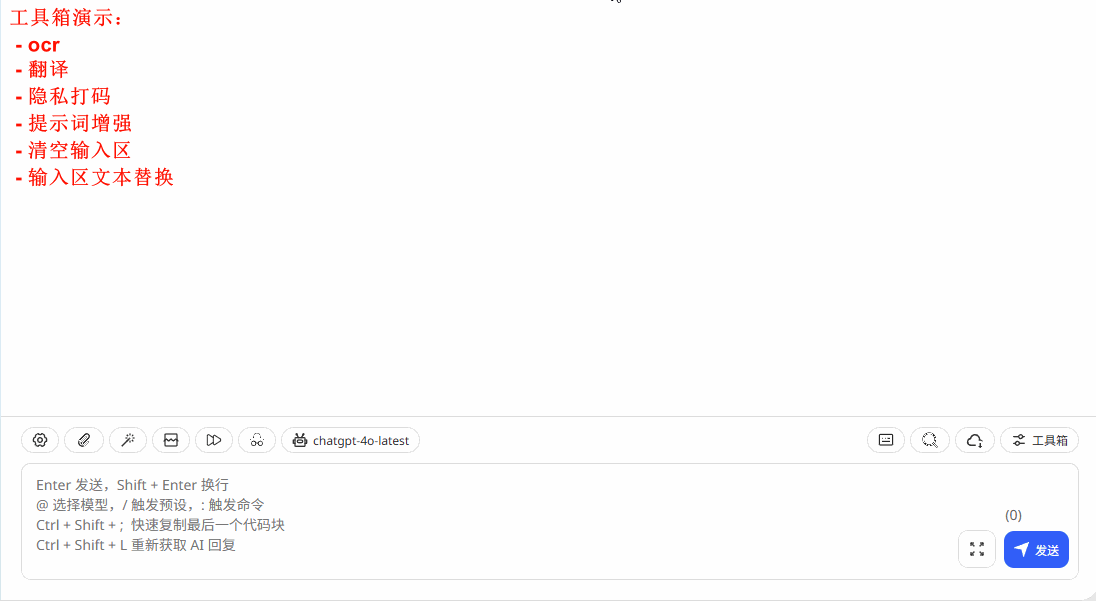 工具箱演示：
- ocr
- 翻译
- 隐私打码
- 提示词增强
- 清空输入区
- 输入区文本替换
chatgpt-4o-latest
工具箱
Enter 发送，Shift + Enter 换行
@ 选择模型，/ 触发预设，: 触发命令
Ctrl + Shift + ;  快速复制最后一个代码块
Ctrl + Shift + L 重新获取 AI 回复
(0)
发送